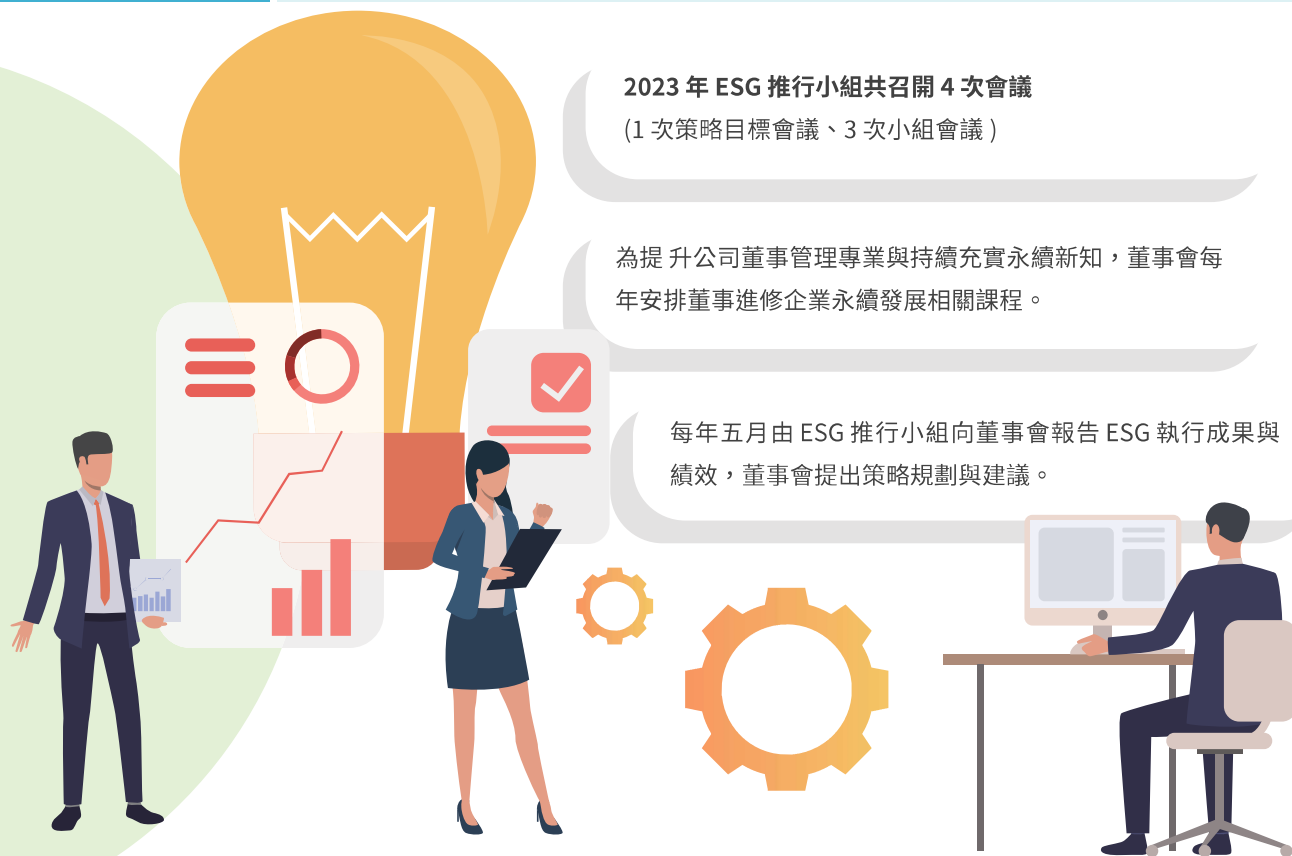 2023 年 ESG 推行小組共召開 4 次會議
(1 次策略目標會議、3 次小組會議 )
為提 升公司董事管理專業與持續充實永續新知，董事會每
年安排董事進修企業永續發展相關課程。
每年五月由 ESG 推行小組向董事會報告 ESG 執行成果與
績效，董事會提出策略規劃與建議。